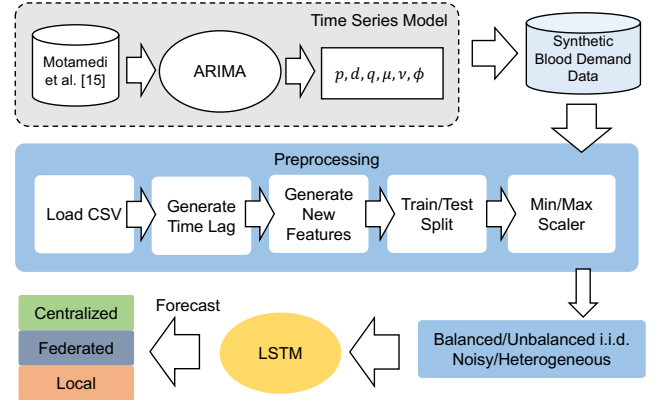 Time Series Model
Motamedi
et al. [15]
ARIMA
p, d, q, μ, ν, ϕ
Synthetic
Blood Demand
Data
Preprocessing
Load CSV
Generate
Time Lag
Generate
New
Features
Train/Test
Split
Min/Max
Scaler
Balanced/Unbalanced i.i.d.
Noisy/Heterogeneous
LSTM
Forecast
Centralized
Federated
Local